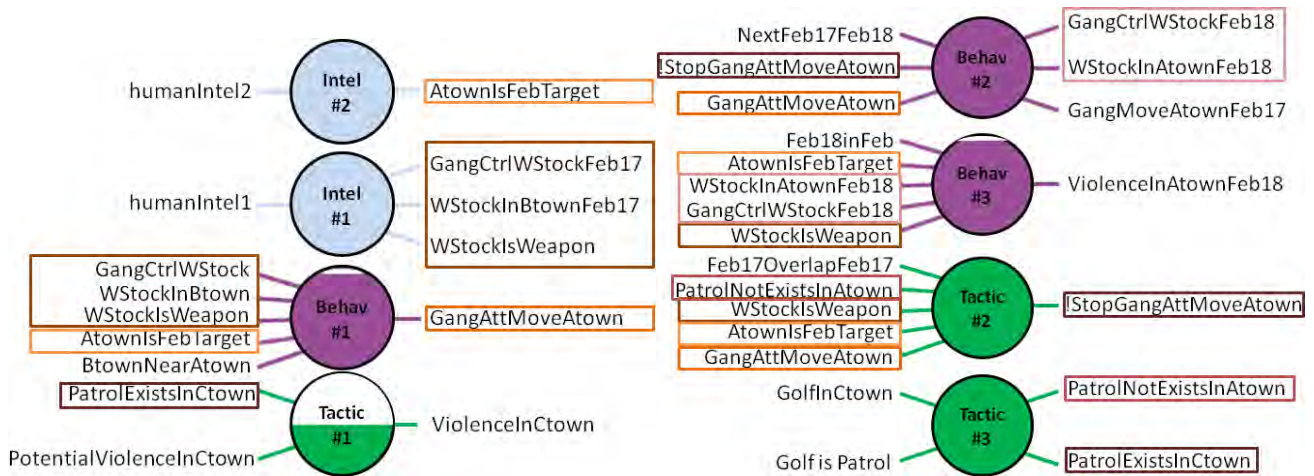 humanIntel2
Intel
#2
AtownIsFebTarget
humanIntel1
Intel
#1
GangCtrlWStockFeb17
WStockInBtownFeb17
WStockIsWeapon
GangCtrlWStock
WStockInBtown
WStockIsWeapon
AtownIsFebTarget
BtownNearAtown
Behav
#1
GangAttMoveAtown
PatrolExistsInCtown
PotentialViolenceInCtown
Tactic
#1
ViolenceInCtown
NextFeb17Feb18
!StopGangAttMoveAtown
GangAttMoveAtown
Behav
#2
GangCtrlWStockFeb18
WStockInAtownFeb18
GangMoveAtownFeb17
Feb18inFeb
AtownIsFebTarget
WStockInAtownFeb18
GangCtrlWStockFeb18
WStockIsWeapon
Behav
#3
ViolenceInAtownFeb18
Feb17OverlapFeb17
PatrolNotExistsInAtown
WStockIsWeapon
AtownIsFebTarget
GangAttMoveAtown
Tactic
#2
!StopGangAttMoveAtown
GolfInCtown
Golf is Patrol
Tactic
#3
PatrolNotExistsInAtown
PatrolExistsInCtown